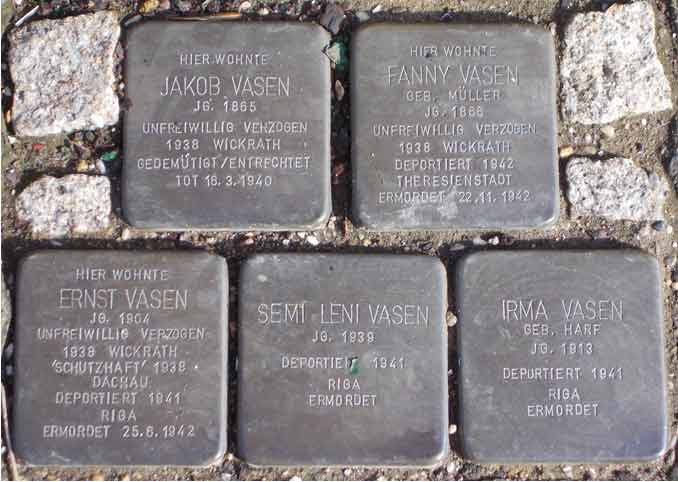 HIER WOHNTE
JAKOB VASEN
JG. 1865
UNFREIWILLIG VERZOGEN
1938 WICKRATH
GEDEMÜTIGT/ENTRECHTET
TOT 16.3.1940
HIER WOHNTE
FANNY VASEN
GEB. MÜLLER
JG. 1866
UNFREIWILLIG VERZOGEN
1938 WICKRATH
DEPORTIERT 1942
THERESIENSTADT
ERMORDET 22.11.1942
HIER WOHNTE
ERNST VASEN
JG. 1904
UNFREIWILLIG VERZOGEN
1938 WICKRATH
'SCHUTZHAFT' 1938
DACHAU
DEPORTIERT 1941
RIGA
ERMORDET 25.6.1942
SEMI LENI VASEN
JG. 1939
DEPORTIERT 1941
RIGA
ERMORDET
IRMA VASEN
GEB. HARF
JG. 1913
DEPORTIERT 1941
RIGA
ERMORDET